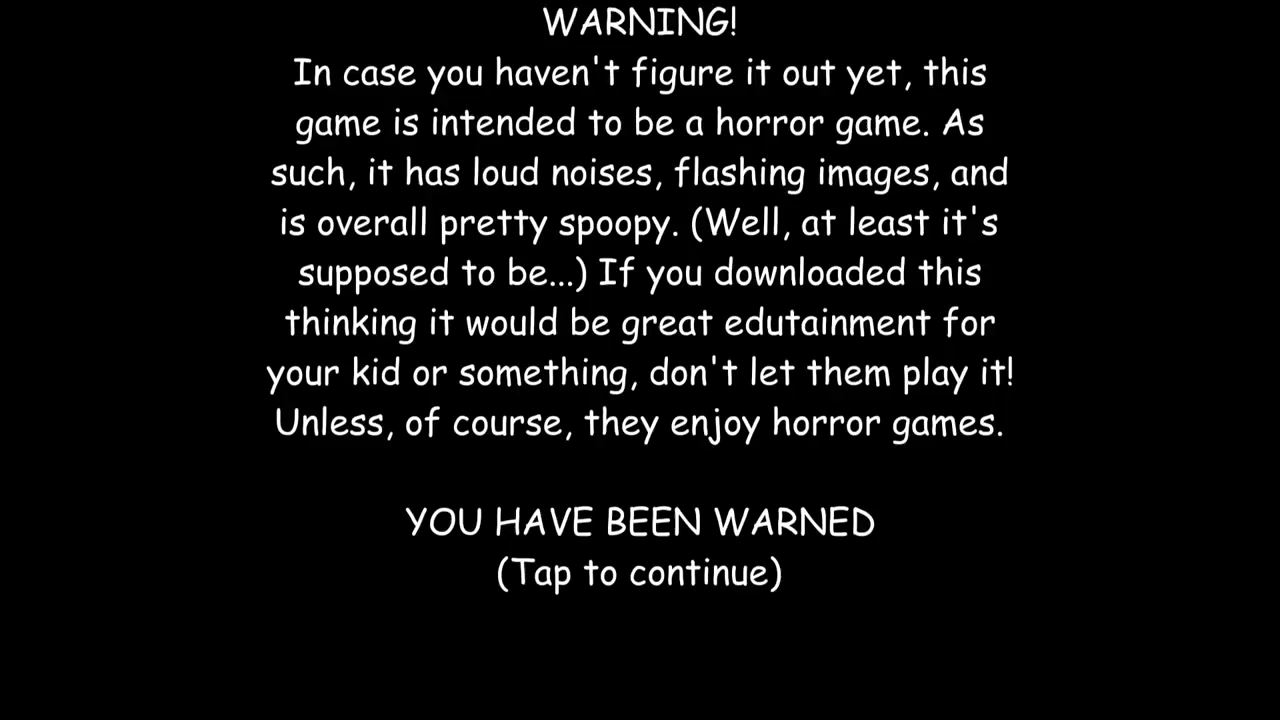 WARNING!
In case you haven't figure it out yet, this
game is intended to be a horror game. As
such, it has loud noises, flashing images, and
is overall pretty spoopy. (Well, at least it's
supposed to be...) If you downloaded this
thinking it would be great edutainment for
your kid or something, don't let them play it!
Unless, of course, they enjoy horror games.
YOU HAVE BEEN WARNED
(Tap to continue)